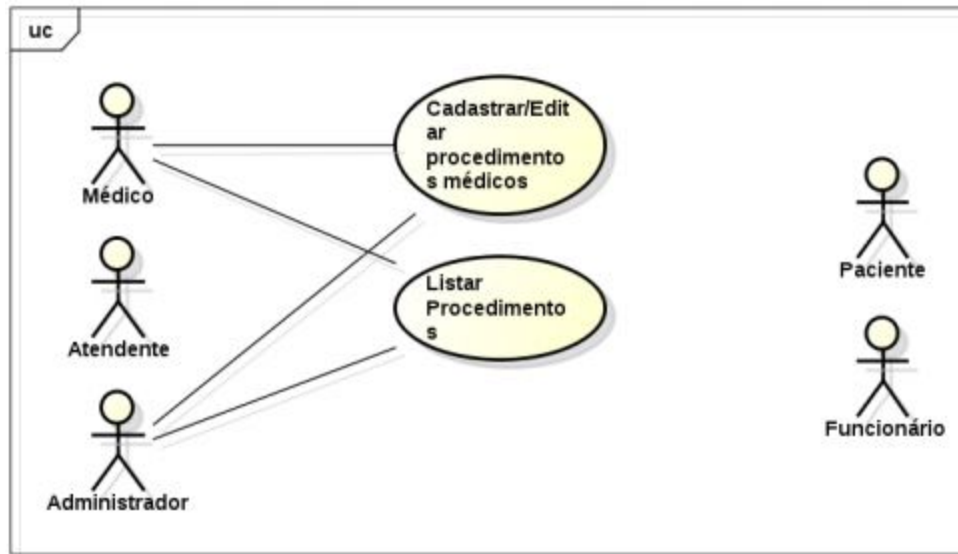 uc
Cadastrar/Edit
ar
procedimento
s médicos
Médico
Paciente
Listar
Procedimento
s
Atendente
Funcionário
Administrador